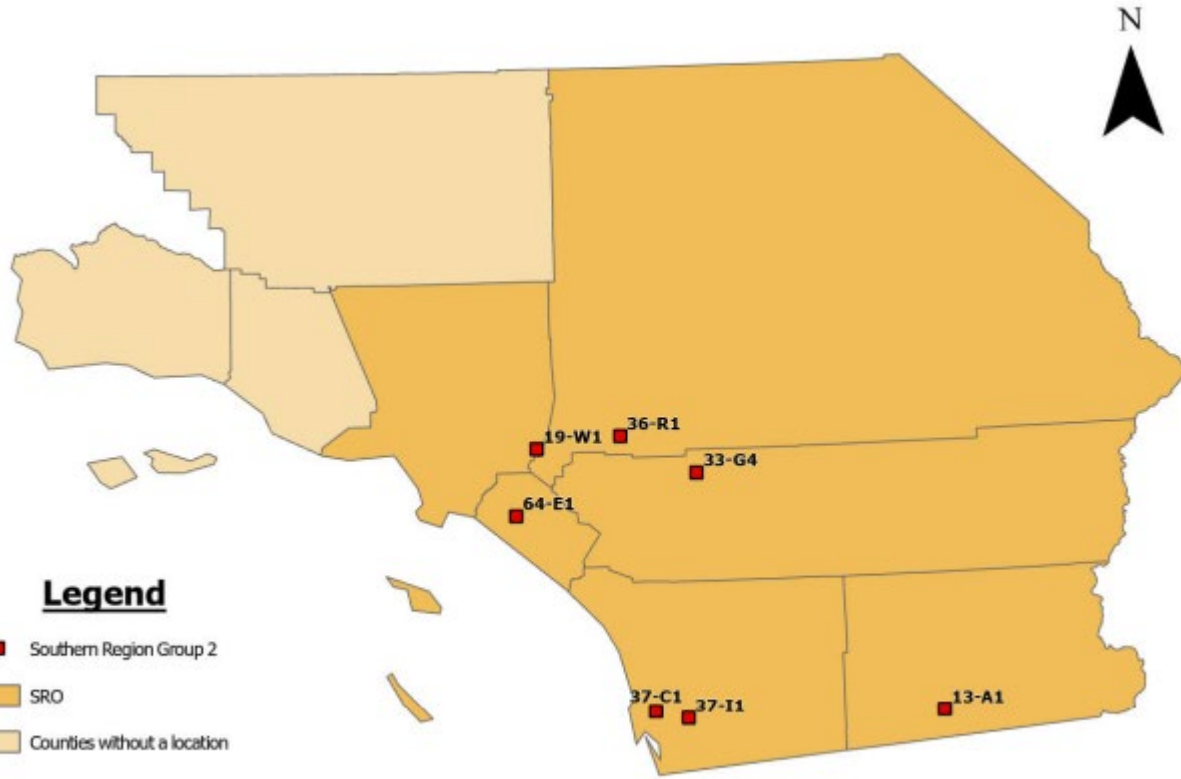 N
36-R1
19-W1
33-G4
64-E1
Legend
Southern Region Group 2
SRO
Counties without a location
37-C1
37-I1
13-A1